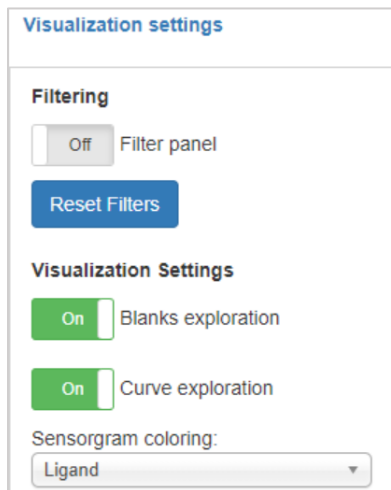 Visualization settings
Filtering
Off Filter panel
Reset Filters
Visualization Settings
On Blanks exploration
On Curve exploration
Sensorgram coloring:
Ligand